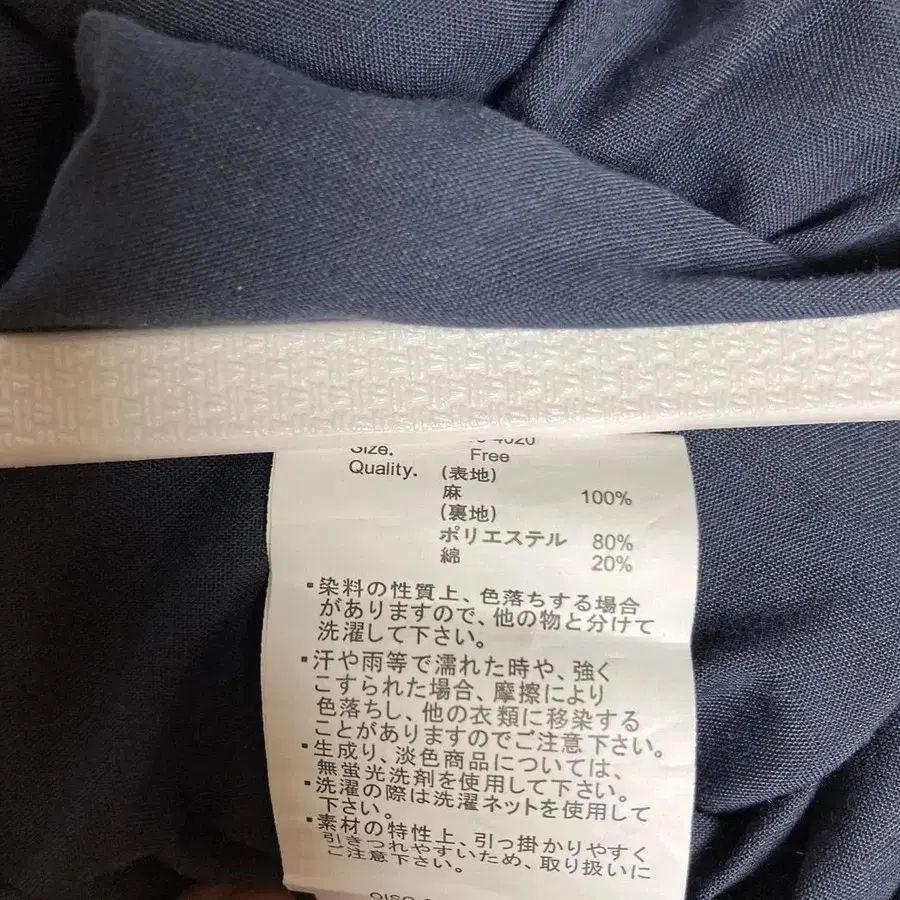 Size. Free
Quality. (表地)
麻 100%
(裏地)
ポリエステル 80%
綿 20%
▪染料の性質上、色落ちする場合
がありますので、他の物と分けて
洗濯して下さい。
▪汗や雨等で濡れた時や、強く
こすられた場合、摩擦により
色落ちし、他の衣類に移染する
ことがありますのでご注意下さい。
▪生成り、淡色商品については、
無蛍光洗剤を使用して下さい。
▪洗濯の際は洗濯ネットを使用して
下さい。
▪素材の特性上、引っ掛かりやすく
引きつれやすいため、取り扱いに
ご注意下さい。